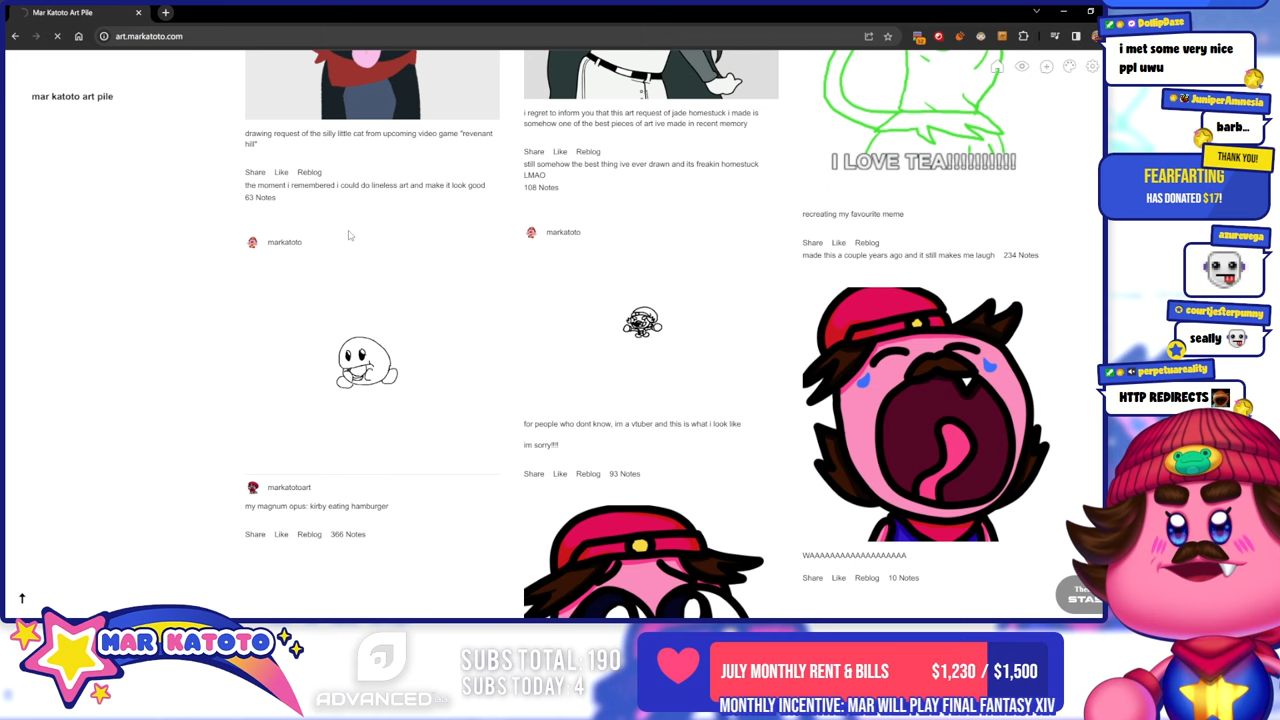 Mar Katoto Art Pile
art.markatoto.com
mar katoto art pile
drawing request of the silly little cat from upcoming video game "revenant
hill"
Share Like Reblog
the moment i remembered i could do lineless art and make it look good
63 Notes
markatoto
markatotoart
my magnum opus: kirby eating hamburger
Share Like Reblog 366 Notes
i regret to inform you that this art request of jade homestuck i made is
somehow one of the best pieces of art ive made in recent memory
Share Like Reblog
still somehow the best thing ive ever drawn and its freakin homestuck
LMAO
108 Notes
markatoto
for people who dont know, im a vtuber and this is what i look like
im sorry!!!!
Share Like Reblog 93 Notes
I LOVE TEA!!!!!!!!!!
recreating my favourite meme
Share Like Reblog
made this a couple years ago and it still makes me laugh 234 Notes
WAAAAAAAAAAAAAAAAAAA
Share Like Reblog 10 Notes
DollipDaze
i met some very nice
ppl uwu
JuniperAmnesia
barb...
THANK YOU!
FEARFARTING
HAS DONATED $17!
azurevega
courtjesterpunny
seally
perpetuareality
HTTP REDIRECTS
MAR KATOTO
ADVANCED
SUBS TOTAL: 190
SUBS TODAY: 4
JULY MONTHLY RENT & BILLS $1,230 / $1,500
MONTHLY INCENTIVE: MAR WILL PLAY FINAL FANTASY XIV